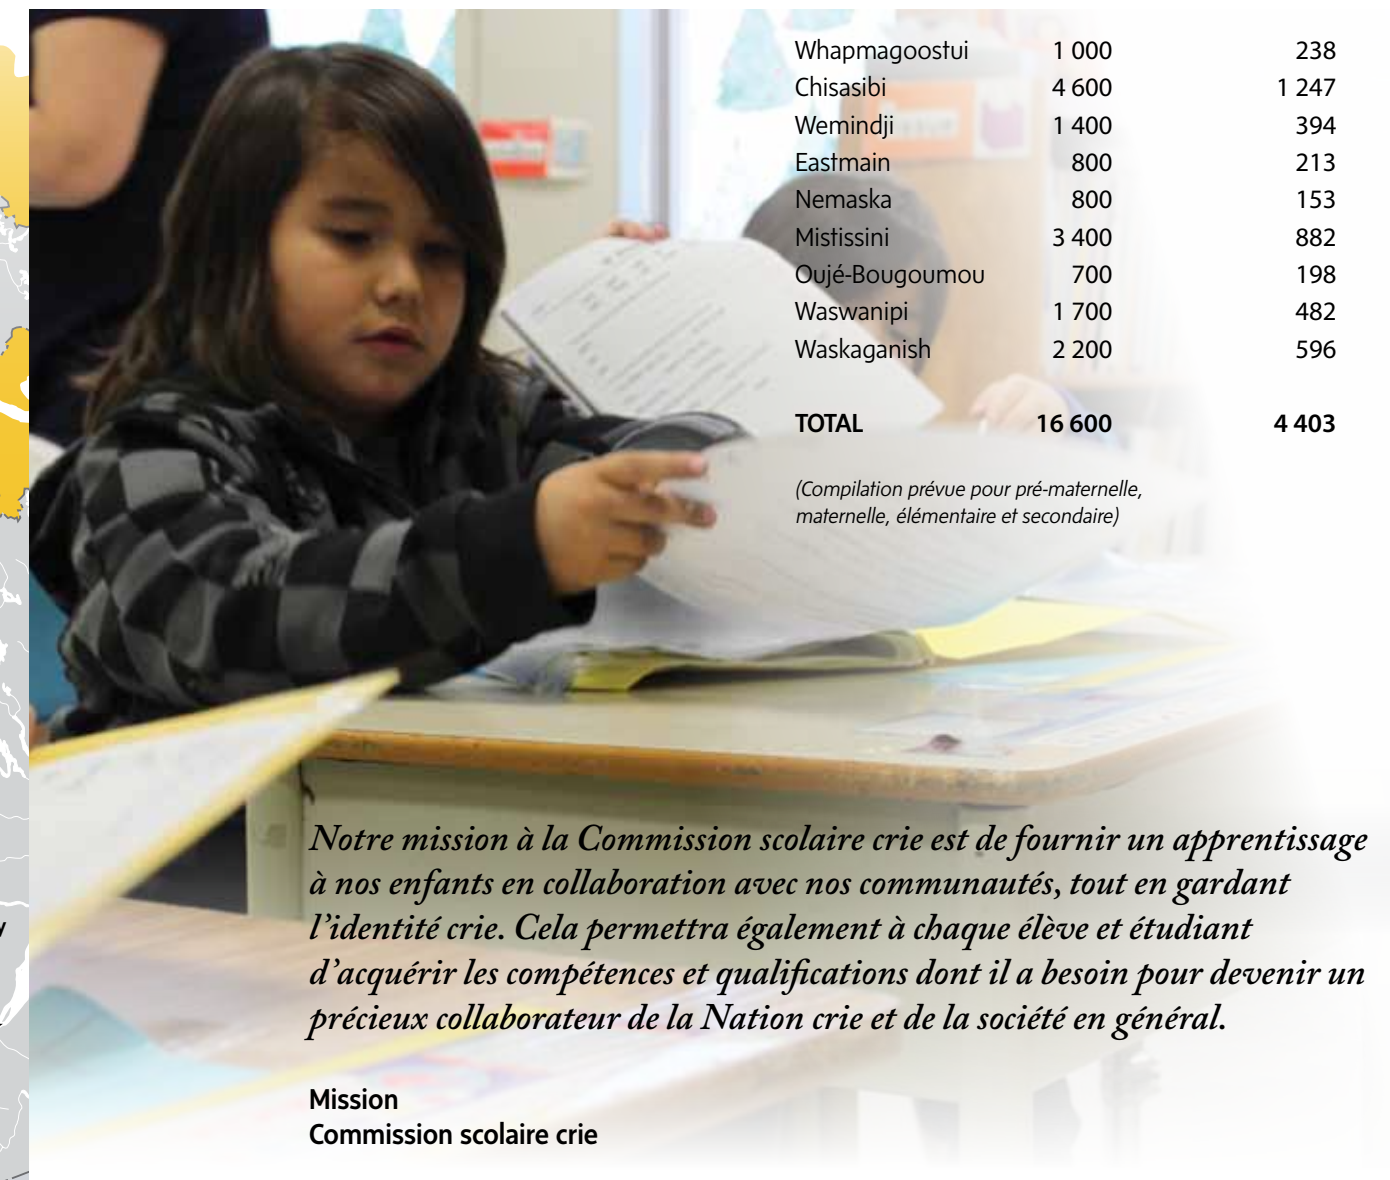 Whapmagoostui 1 000 238
Chisasibi 4 600 1 247
Wemindji 1 400 394
Eastmain 800 213
Nemaska 800 153
Mistissini 3 400 882
Oujé-Bougoumou 700 198
Waswanipi 1 700 482
Waskaganish 2 200 596
TOTAL 16 600 4 403
(Compilation prévue pour pré-maternelle,
maternelle, élémentaire et secondaire)
Notre mission à la Commission scolaire crie est de fournir un apprentissage
à nos enfants en collaboration avec nos communautés, tout en gardant
l’identité crie. Cela permettra également à chaque élève et étudiant
d’acquérir les compétences et qualifications dont il a besoin pour devenir un
précieux collaborateur de la Nation crie et de la société en général.
Mission
Commission scolaire crie